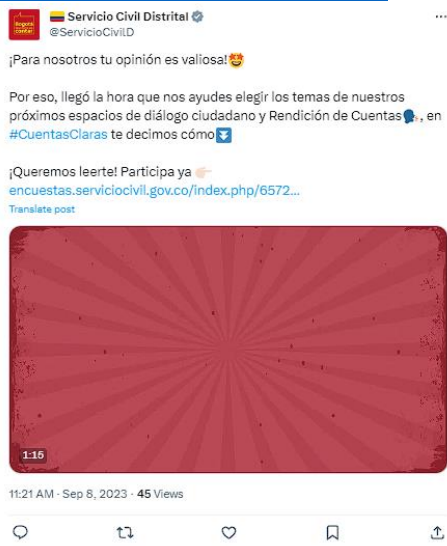 Servicio Civil Distrital
@ServicioCivilD
¡Para nosotros tu opinión es valiosa!🤩
Por eso, llegó la hora que nos ayudes elegir los temas de nuestros
próximos espacios de diálogo ciudadano y Rendición de Cuentas🗣️, en
#CuentasClaras te decimos cómo⏬
¡Queremos leerte! Participa ya 👉🏻
encuestas.serviciocivil.gov.co/index.php/6572...
Translate post
1:15
11:21 AM · Sep 8, 2023 · 45 Views